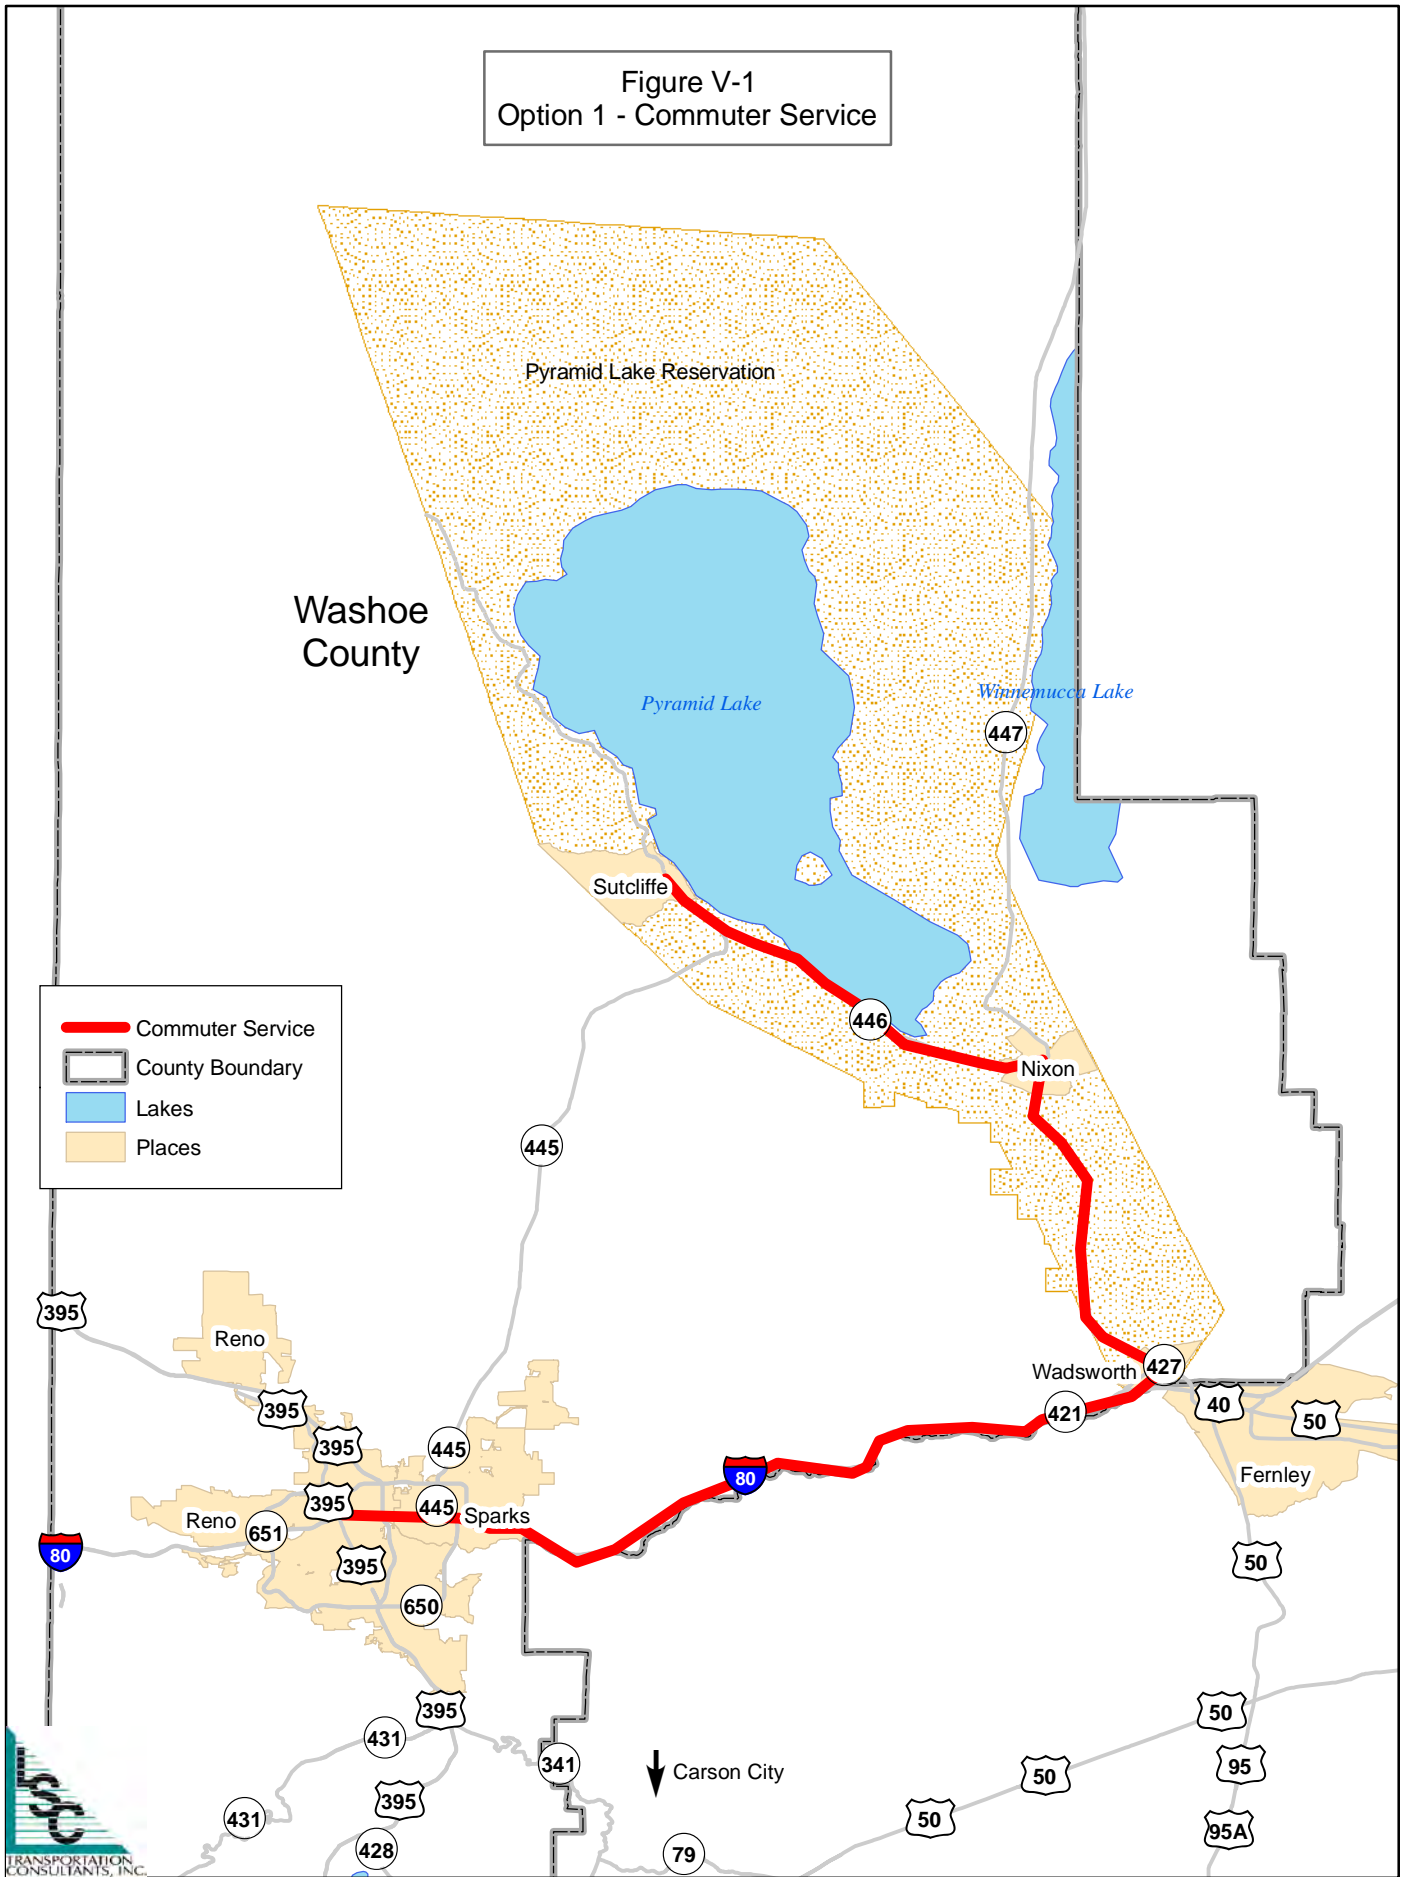 Figure V-1
Option 1 - Commuter Service
Pyramid Lake Reservation
Washoe
County
Pyramid Lake
Winnemucca Lake
447
Sutcliffe
446
Nixon
Commuter Service
County Boundary
Lakes
Places
445
395
Reno
Wadsworth
427
395
40
421
50
395
445
Fernley
80
395
445
Sparks
Reno
651
80
395
50
650
395
50
431
341
Carson City
95
50
395
431
50
95A
428
79
LSC
TRANSPORTATION
CONSULTANTS, INC.